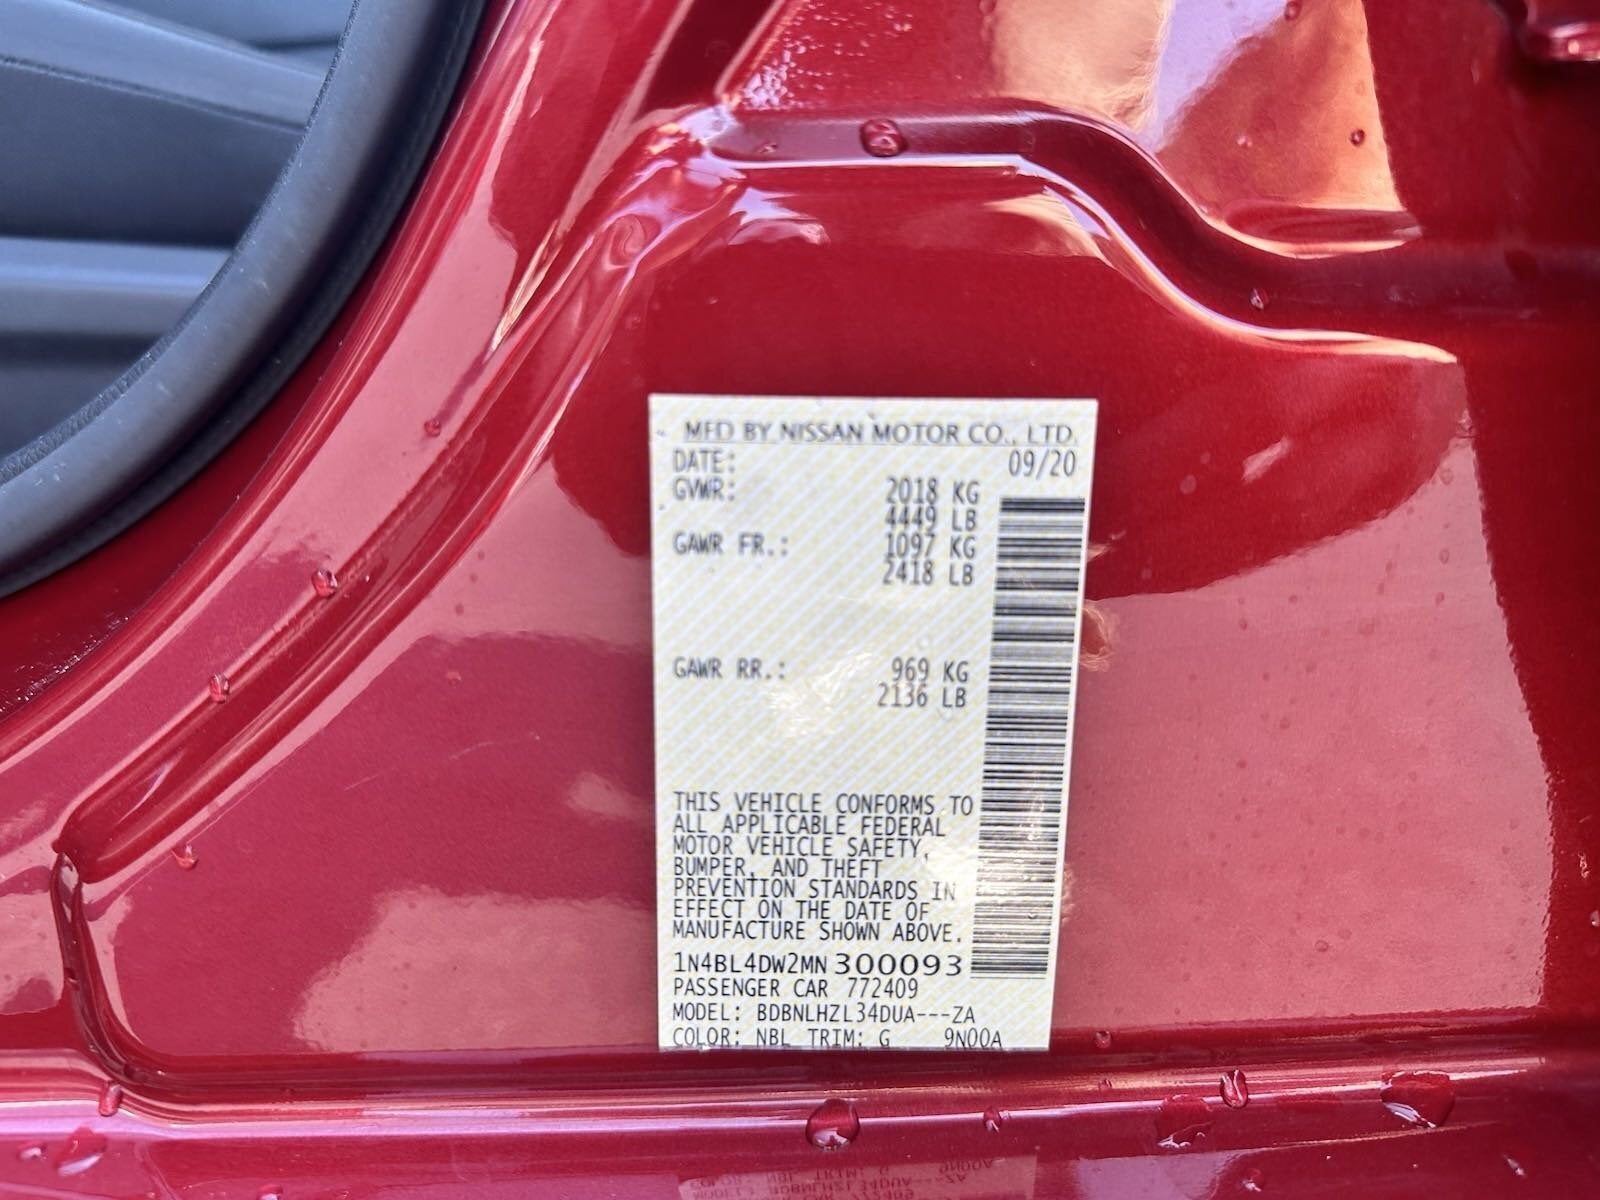 MFD BY NISSAN MOTOR CO., LTD.
DATE: 09/20
GVWR: 2018 KG
4449 LB
GAWR FR.: 1097 KG
2418 LB
GAWR RR.: 969 KG
2136 LB
THIS VEHICLE CONFORMS TO
ALL APPLICABLE FEDERAL
MOTOR VEHICLE SAFETY,
BUMPER, AND THEFT
PREVENTION STANDARDS IN
EFFECT ON THE DATE OF
MANUFACTURE SHOWN ABOVE.
1N4BL4DW2MN300093
PASSENGER CAR 772409
MODEL: BDBNLHZL34DUA---ZA
COLOR: NBL TRIM: G 9N00A